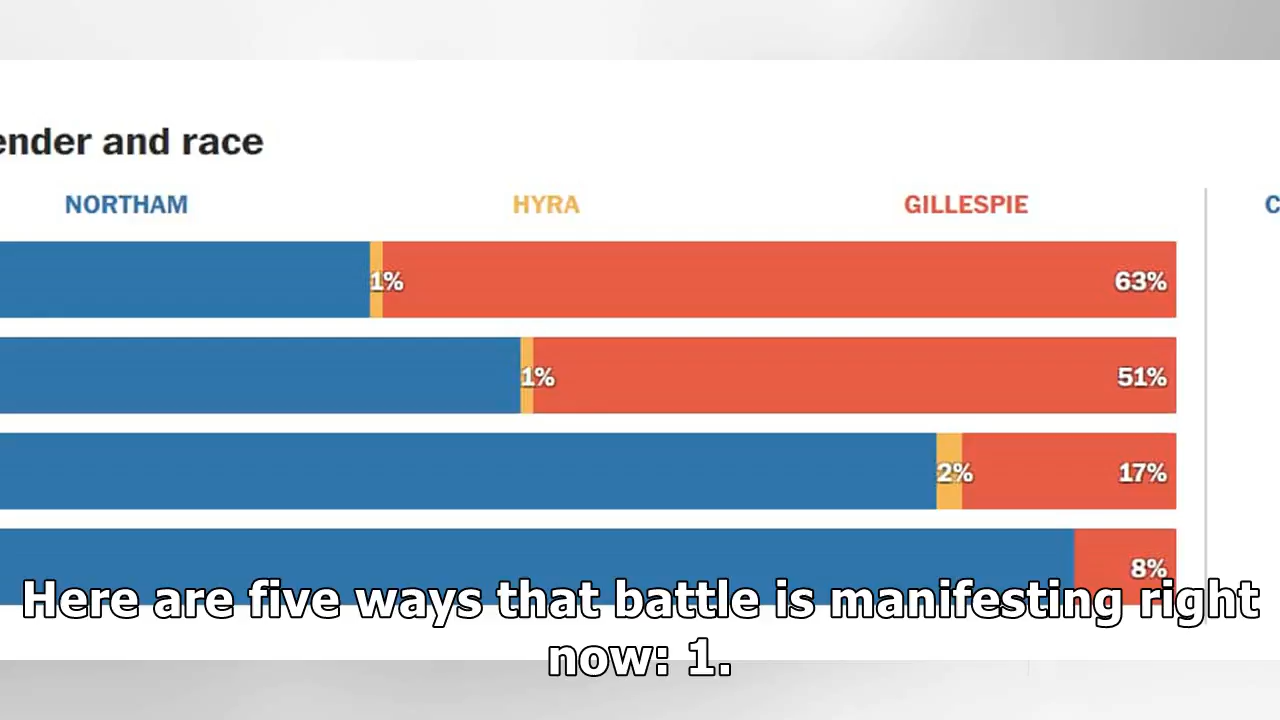 ender and race
NORTHAM HYRA GILLESPIE C
1% 63%
1% 51%
2% 17%
8%
Here are five ways that battle is manifesting right
now: 1.